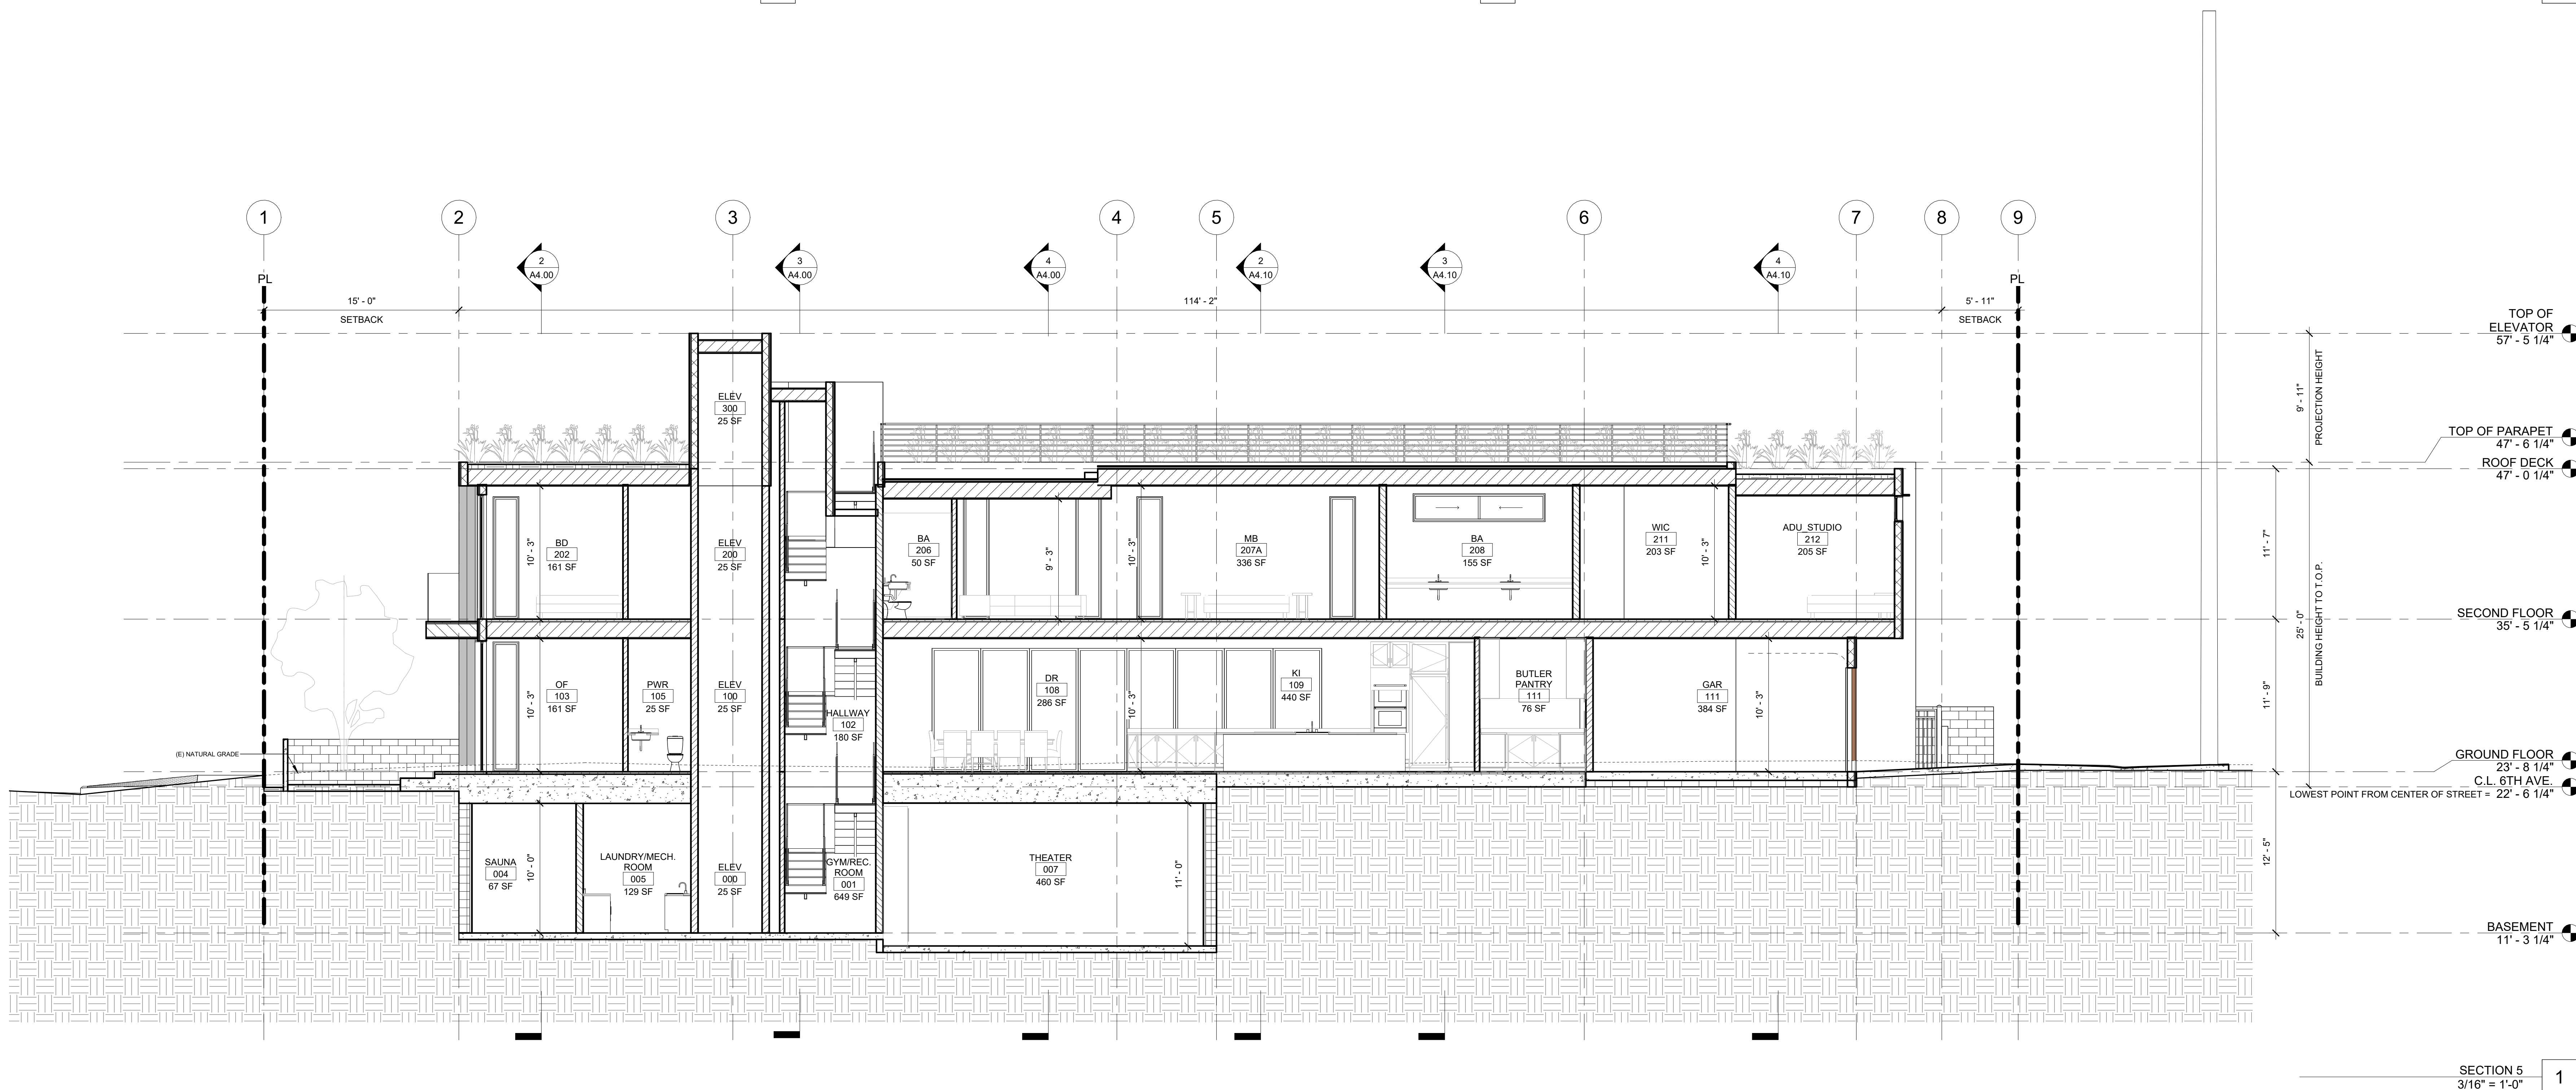 1
2
3
4
5
6
7
8
9
2
A4.00
3
A4.00
4
A4.00
2
A4.10
3
A4.10
4
A4.10
PL
PL
15' - 0"
SETBACK
114' - 2"
5' - 11"
SETBACK
TOP OF
ELEVATOR
57' - 5 1/4"
9' - 11"
PROJECTION HEIGHT
TOP OF PARAPET
47' - 6 1/4"
ROOF DECK
47' - 0 1/4"
11' - 7"
25' - 0"
BUILDING HEIGHT TO T.O.P.
SECOND FLOOR
35' - 5 1/4"
11' - 9"
GROUND FLOOR
23' - 8 1/4"
C.L. 6TH AVE.
LOWEST POINT FROM CENTER OF STREET = 22' - 6 1/4"
12' - 5"
BASEMENT
11' - 3 1/4"
ELEV
300
25 SF
BD
202
161 SF
10' - 3"
ELEV
200
25 SF
BA
206
50 SF
9' - 3"
10' - 3"
MB
207A
336 SF
BA
208
155 SF
WIC
211
203 SF
10' - 3"
ADU_STUDIO
212
205 SF
OF
103
161 SF
10' - 3"
PWR
105
25 SF
ELEV
100
25 SF
HALLWAY
102
180 SF
DR
108
286 SF
10' - 3"
KI
109
440 SF
BUTLER
PANTRY
111
76 SF
GAR
111
384 SF
10' - 3"
(E) NATURAL GRADE
SAUNA
004
67 SF
10' - 0"
LAUNDRY/MECH.
ROOM
005
129 SF
ELEV
000
25 SF
GYM/REC.
ROOM
001
649 SF
THEATER
007
460 SF
11' - 0"
SECTION 5
3/16" = 1'-0"
1